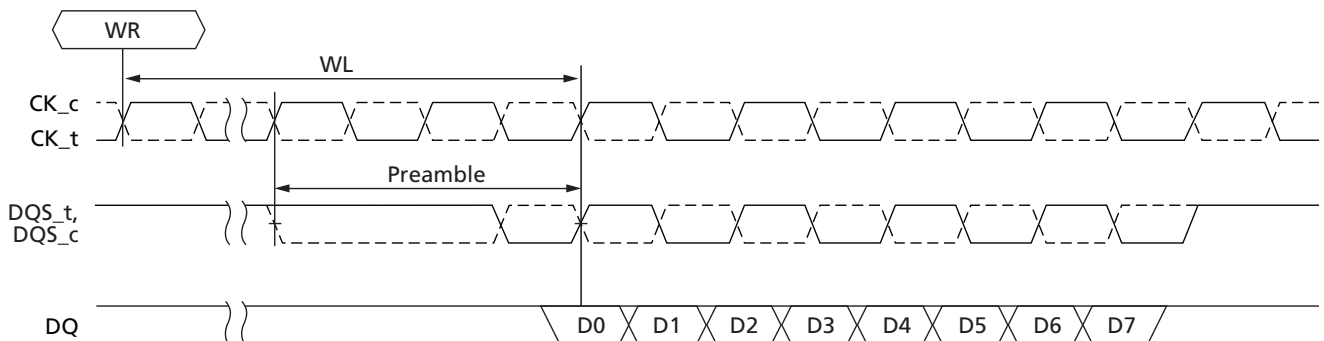 WR
WL
CK_c
CK_t
Preamble
DQS_t,
DQS_c
DQ
D0 D1 D2 D3 D4 D5 D6 D7